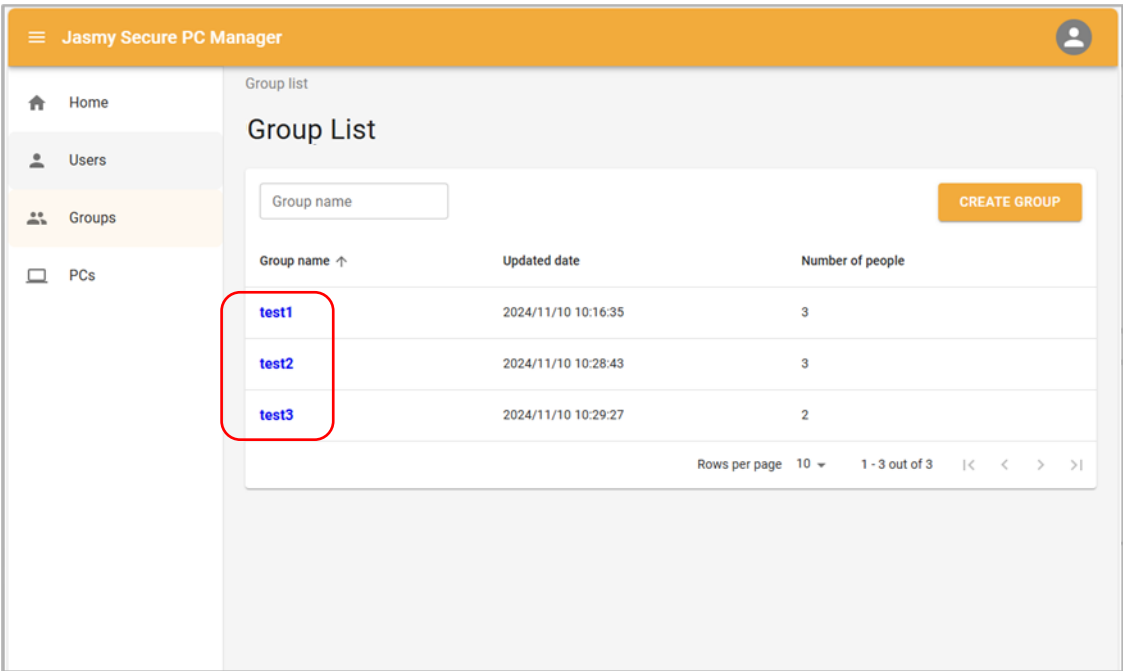 Jasmy Secure PC Manager
Home
Users
Groups
PCs
Group list
Group List
Group name
CREATE GROUP
Group name Updated date Number of people
test1 2024/11/10 10:16:35 3
test2 2024/11/10 10:28:43 3
test3 2024/11/10 10:29:27 2
Rows per page 10 1 - 3 out of 3